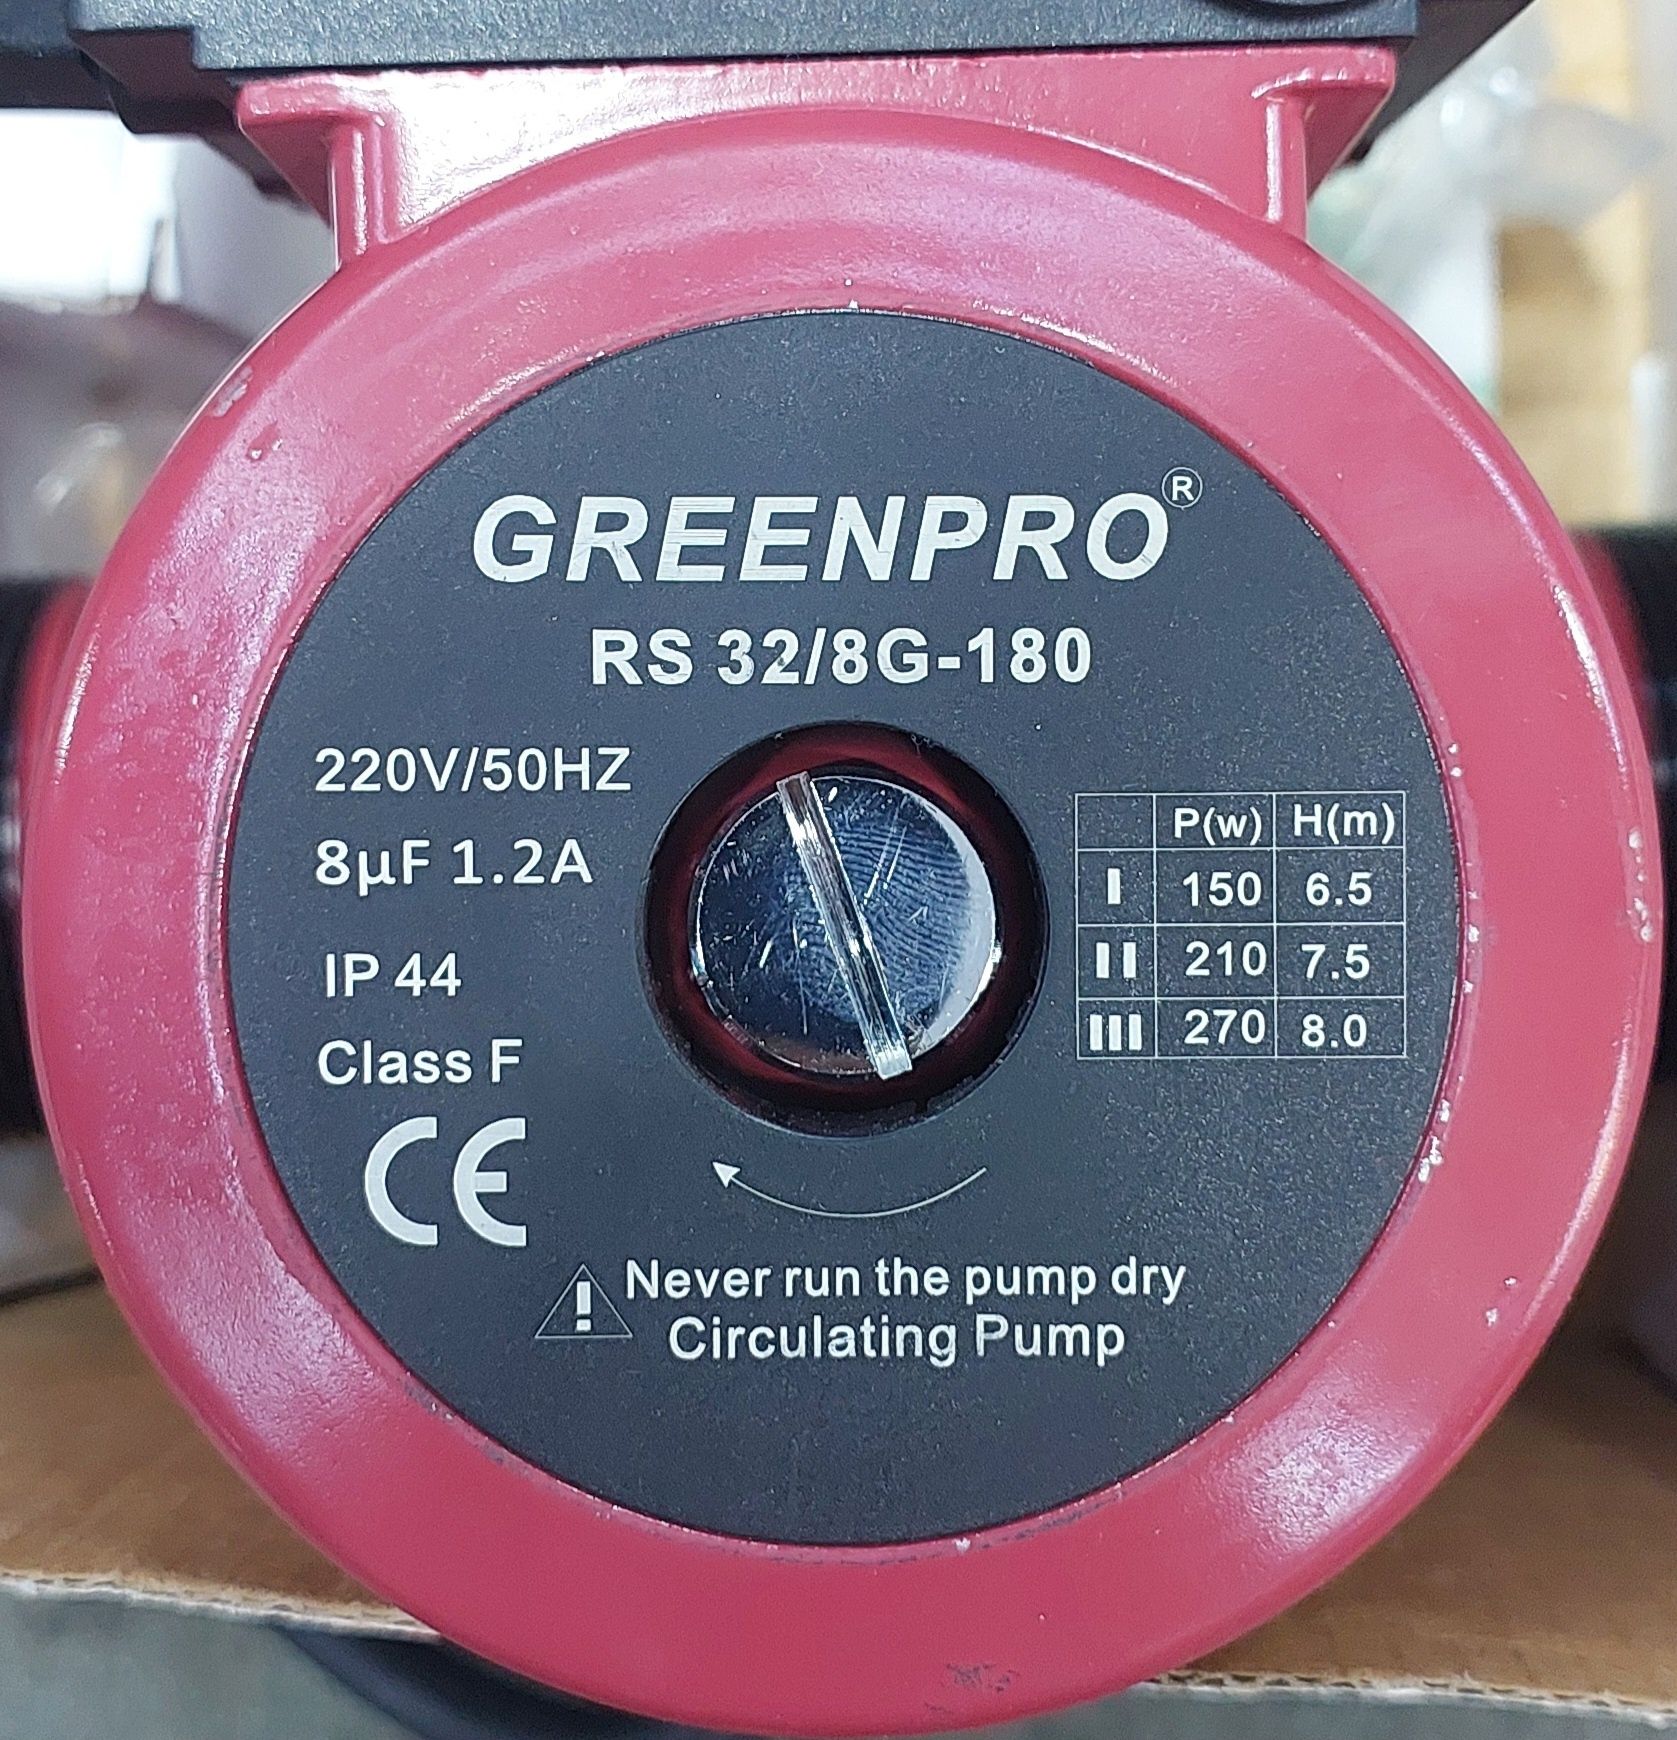 GREENPRO®
RS 32/8G-180
220V/50HZ
8µF 1.2A
IP 44
Class F
CE
P(w) H(m)
I 150 6.5
II 210 7.5
III 270 8.0
! Never run the pump dry
Circulating Pump